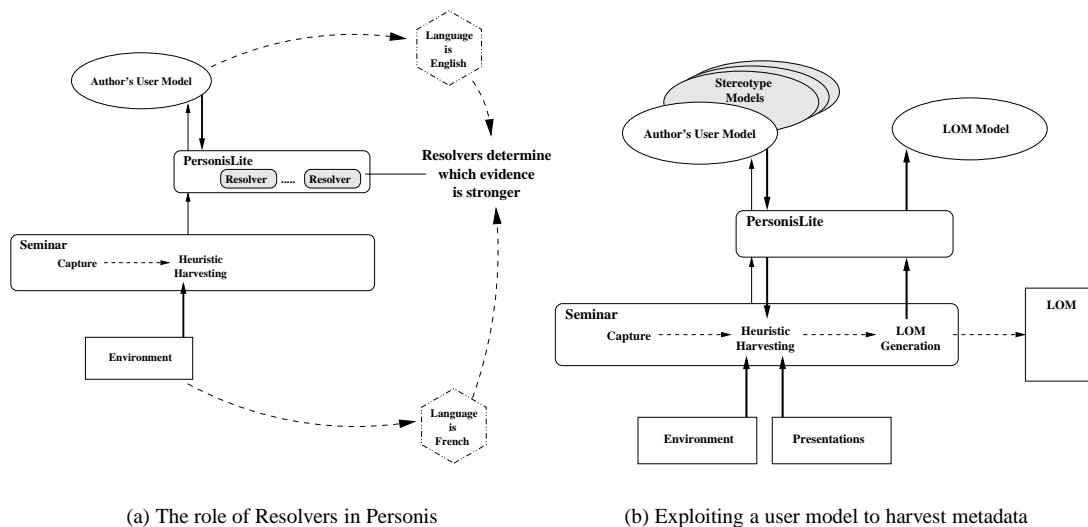 Language
is
English
Author's User Model
PersonisLite
Resolver ..... Resolver
Resolvers determine
which evidence
is stronger
Seminar
Capture
Heuristic
Harvesting
Environment
Language
is
French
(a) The role of Resolvers in Personis
Stereotype
Models
Author's User Model
LOM Model
PersonisLite
Seminar
Capture
Heuristic
Harvesting
LOM
Generation
LOM
Environment
Presentations
(b) Exploiting a user model to harvest metadata